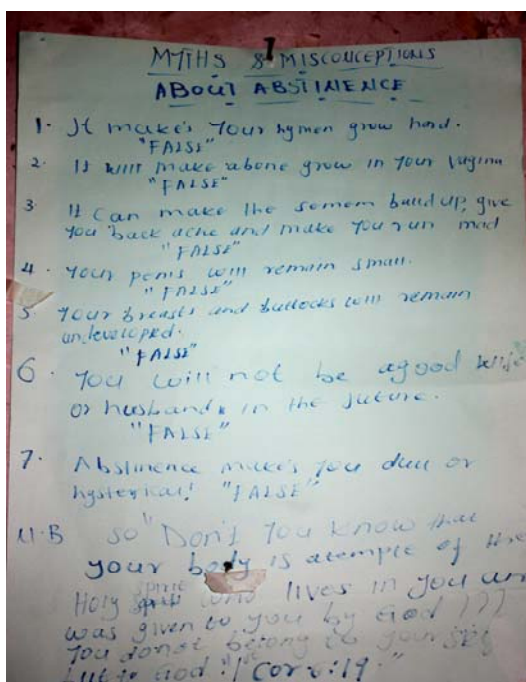 MYTHS & MISCONCEPTIONS
ABOUT ABSTINENCE
1. It make's Your hymen grow hard.
"FALSE"
2. It will make abone grow in Your vagina
"FALSE"
3 It Can make the semem build up, give
You back ache and make You run mad
"FALSE"
4. Your penis will remain small.
"FALSE"
5. Your breasts and buttocks will remain
undeveloped.
"FALSE"
6. You will not be agood wife
or husband in the future.
"FALSE"
7. Abstinence make's You dull or
hysterical! "FALSE"
N.B so "Don't You know that
your body is atemple of the
Holy spirit who lives in you
was given to you by God ???
You donot belong to yourself
but to God "1 Cor 6:19."